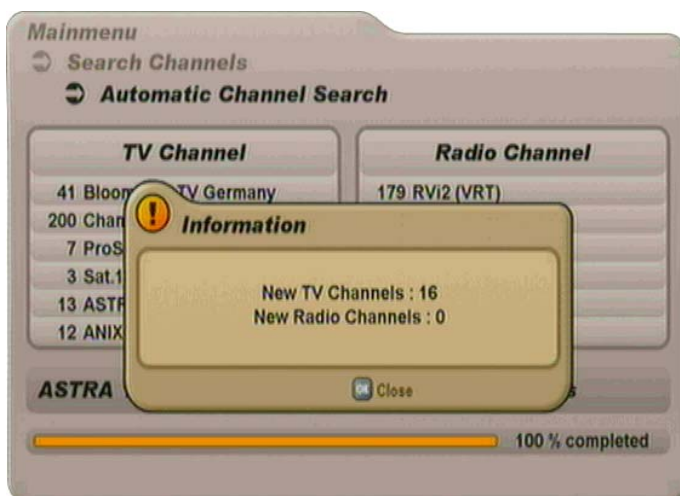 Mainmenu
Search Channels
Automatic Channel Search
TV Channel
Radio Channel
41 Bloom TV Germany
179 RVi2 (VRT)
200 Chan
7 ProS
3 Sat.1
13 ASTR
12 ANIX
Information
New TV Channels : 16
New Radio Channels : 0
OK Close
ASTRA
100 % completed